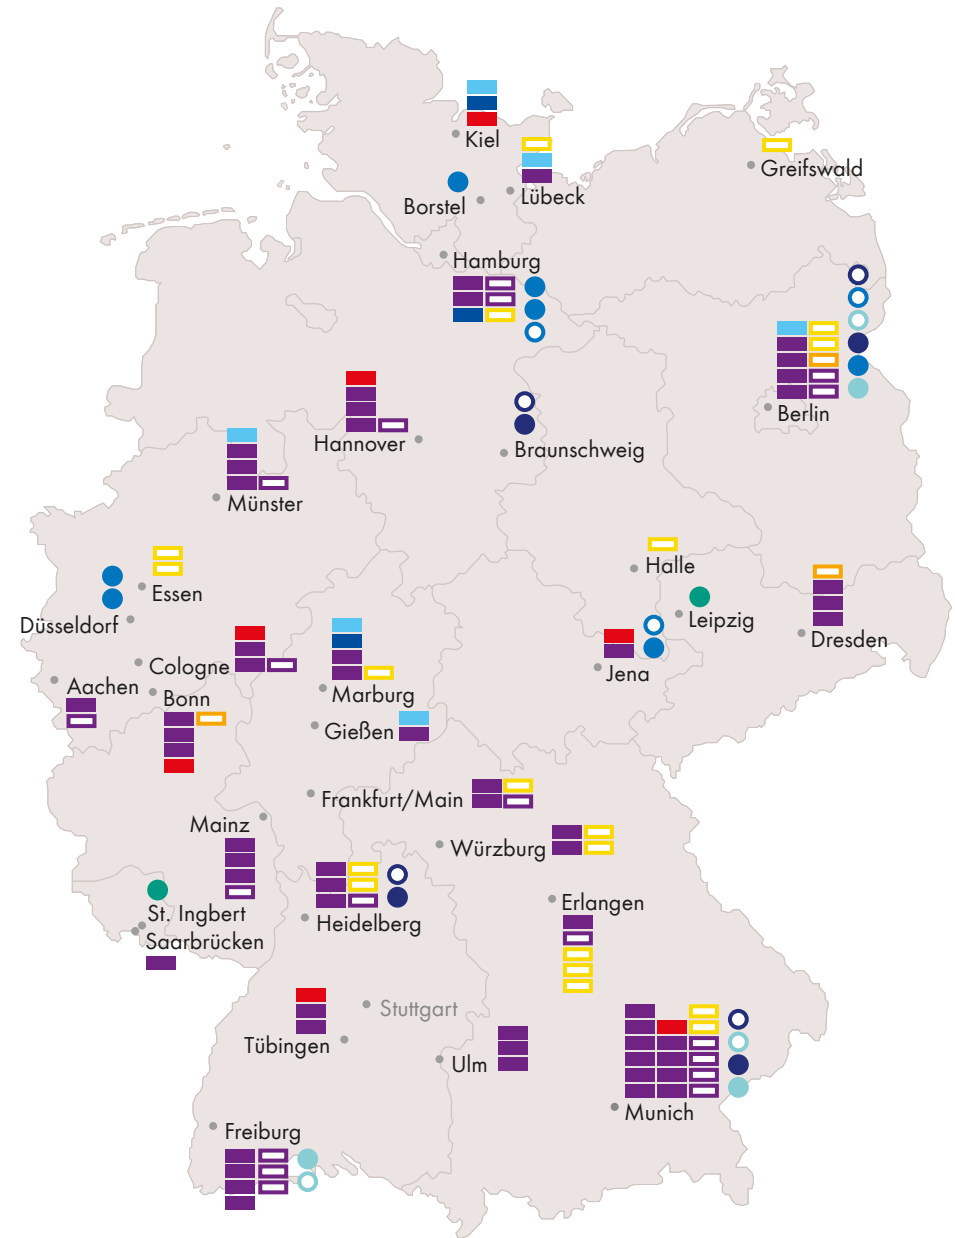 Kiel
Greifswald
Lübeck
Borstel
Hamburg
Berlin
Hannover
Braunschweig
Münster
Halle
Essen
Leipzig
Düsseldorf
Dresden
Cologne
Jena
Aachen
Marburg
Bonn
Gießen
Frankfurt/Main
Mainz
Würzburg
Erlangen
St. Ingbert
Heidelberg
Saarbrücken
Stuttgart
Tübingen
Ulm
Munich
Freiburg